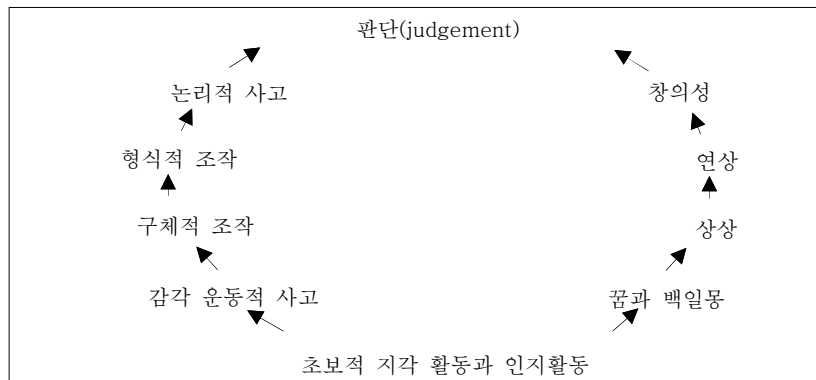 판단(judgement)
논리적 사고 창의성
형식적 조작 연상
구체적 조작 상상
감각 운동적 사고 꿈과 백일몽
초보적 지각 활동과 인지활동